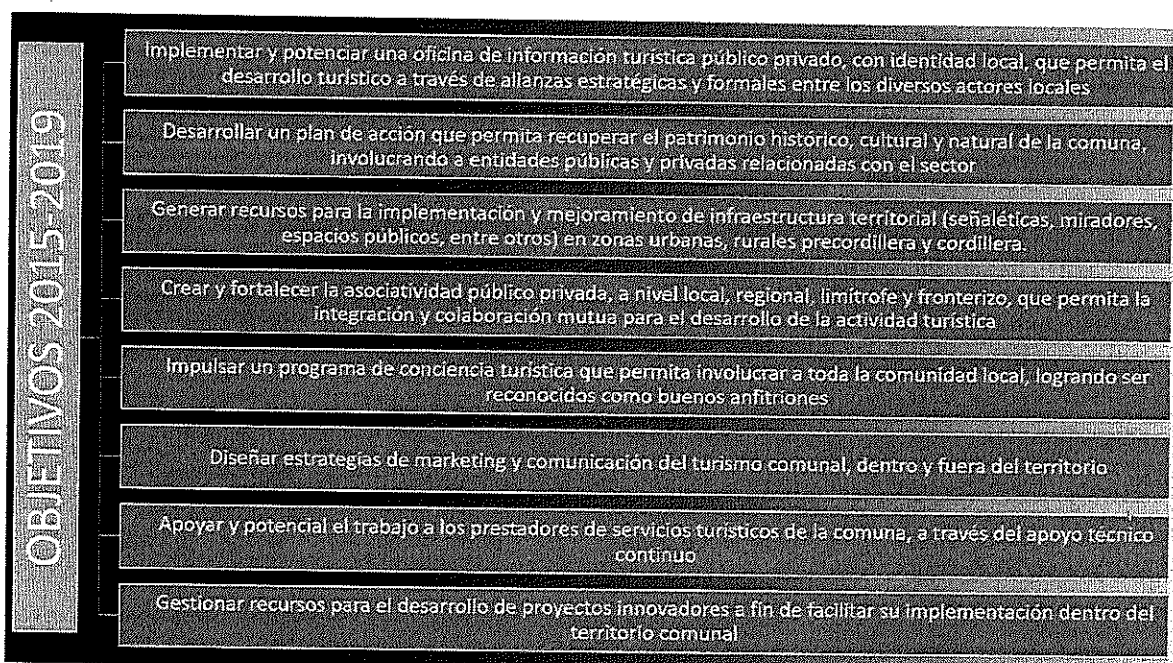 OBJETIVOS 2015-2019
Implementar y potenciar una oficina de información turística público privado, con identidad local, que permita el
desarrollo turístico a través de alianzas estratégicas y formales entre los diversos actores locales
Desarrollar un plan de acción que permita recuperar el patrimonio histórico, cultural y natural de la comuna,
involucrando a entidades públicas y privadas relacionadas con el sector
Generar recursos para la implementación y mejoramiento de infraestructura territorial (señaléticas, miradores,
espacios públicos, entre otros) en zonas urbanas, rurales precordillera y cordillera.
Crear y fortalecer la asociatividad público privada, a nivel local, regional, limítrofe y fronterizo, que permita la
integración y colaboración mutua para el desarrollo de la actividad turística
Impulsar un programa de conciencia turística que permita involucrar a toda la comunidad local, logrando ser
reconocidos como buenos anfitriones
Diseñar estrategias de marketing y comunicación del turismo comunal, dentro y fuera del territorio
Apoyar y potencial el trabajo a los prestadores de servicios turísticos de la comuna, a través del apoyo técnico
continuo
Gestionar recursos para el desarrollo de proyectos innovadores a fin de facilitar su implementación dentro del
territorio comunal